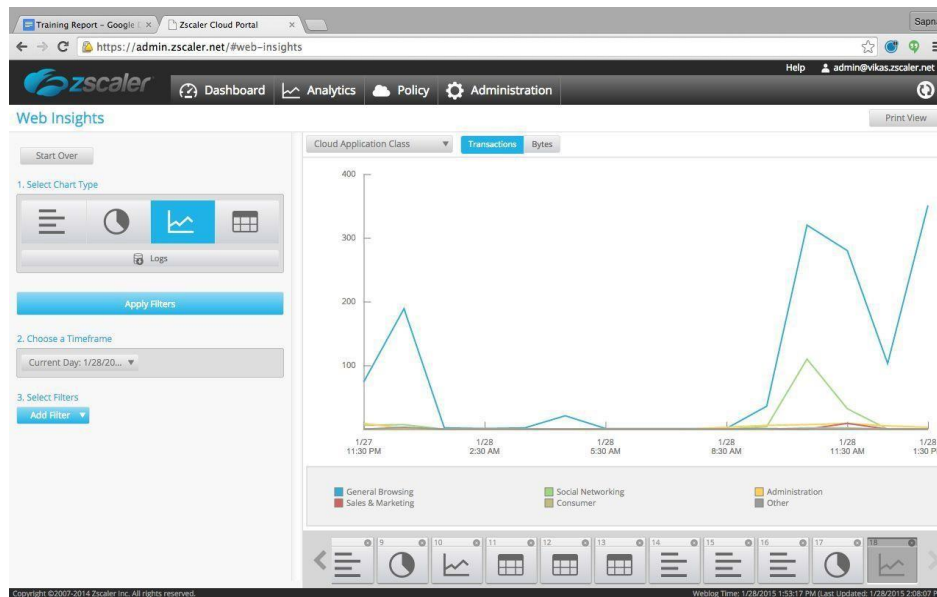 Training Report – Google
Zscaler Cloud Portal
Sapn
https://admin.zscaler.net/#web-insights
Help
admin@vikas.zscaler.net
zscaler
Dashboard
Analytics
Policy
Administration
Web Insights
Print View
Start Over
Cloud Application Class
Transactions
Bytes
1. Select Chart Type
Logs
Apply Filters
2. Choose a Timeframe
Current Day: 1/28/20...
3. Select Filters
Add Filter
400
300
200
100
1/27
11:30 PM
1/28
2:30 AM
1/28
5:30 AM
1/28
8:30 AM
1/28
11:30 AM
1/28
1:30 P
General Browsing
Social Networking
Administration
Sales & Marketing
Consumer
Other
9
10
11
12
13
14
15
16
17
18
Copyright ©2007-2014 Zscaler Inc. All rights reserved.
Weblog Time: 1/28/2015 1:53:17 PM (Last Updated: 1/28/2015 2:08:07 P